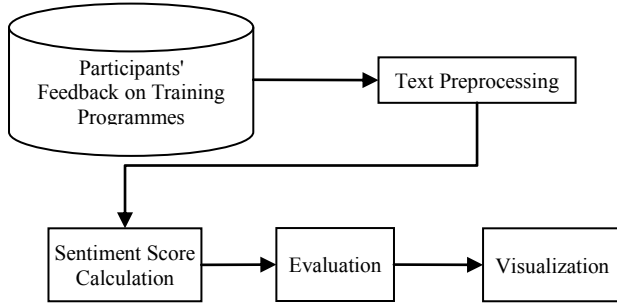 Participants'
Feedback on Training
Programmes
Text Preprocessing
Sentiment Score
Calculation
Evaluation
Visualization